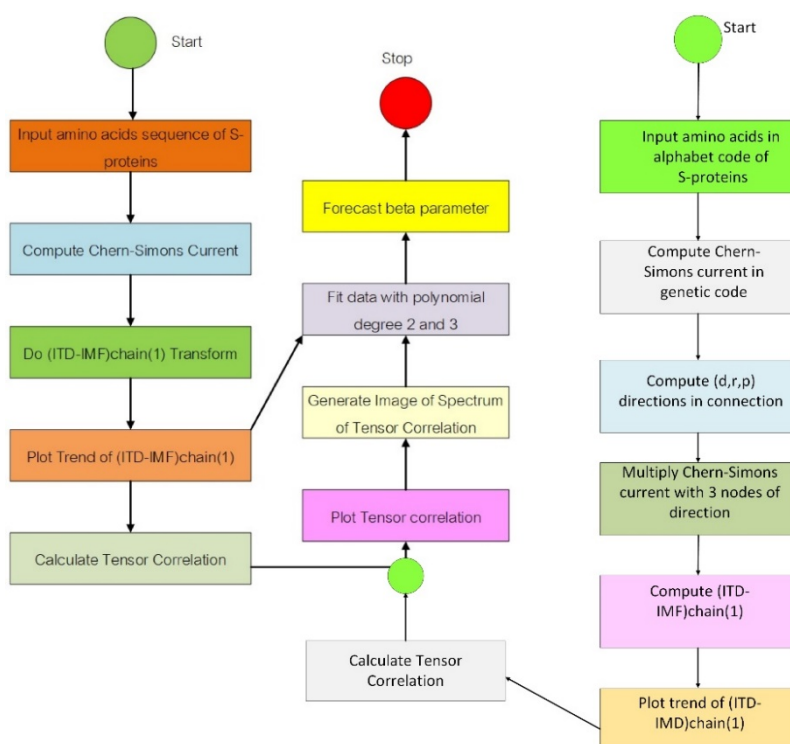 Start
Input amino acids sequence of S-
proteins
Compute Chern-Simons Current
Do (ITD-IMF)chain(1) Transform
Plot Trend of (ITD-IMF)chain(1)
Calculate Tensor Correlation
Stop
Forecast beta parameter
Fit data with polynomial
degree 2 and 3
Generate Image of Spectrum
of Tensor Correlation
Plot Tensor correlation
Calculate Tensor
Correlation
Start
Input amino acids in
alphabet code of
S-proteins
Compute Chern-
Simons current in
genetic code
Compute (d,r,p)
directions in connection
Multiply Chern-Simons
current with 3 nodes of
direction
Compute (ITD-
IMF)chain(1)
Plot trend of (ITD-
IMD)chain(1)